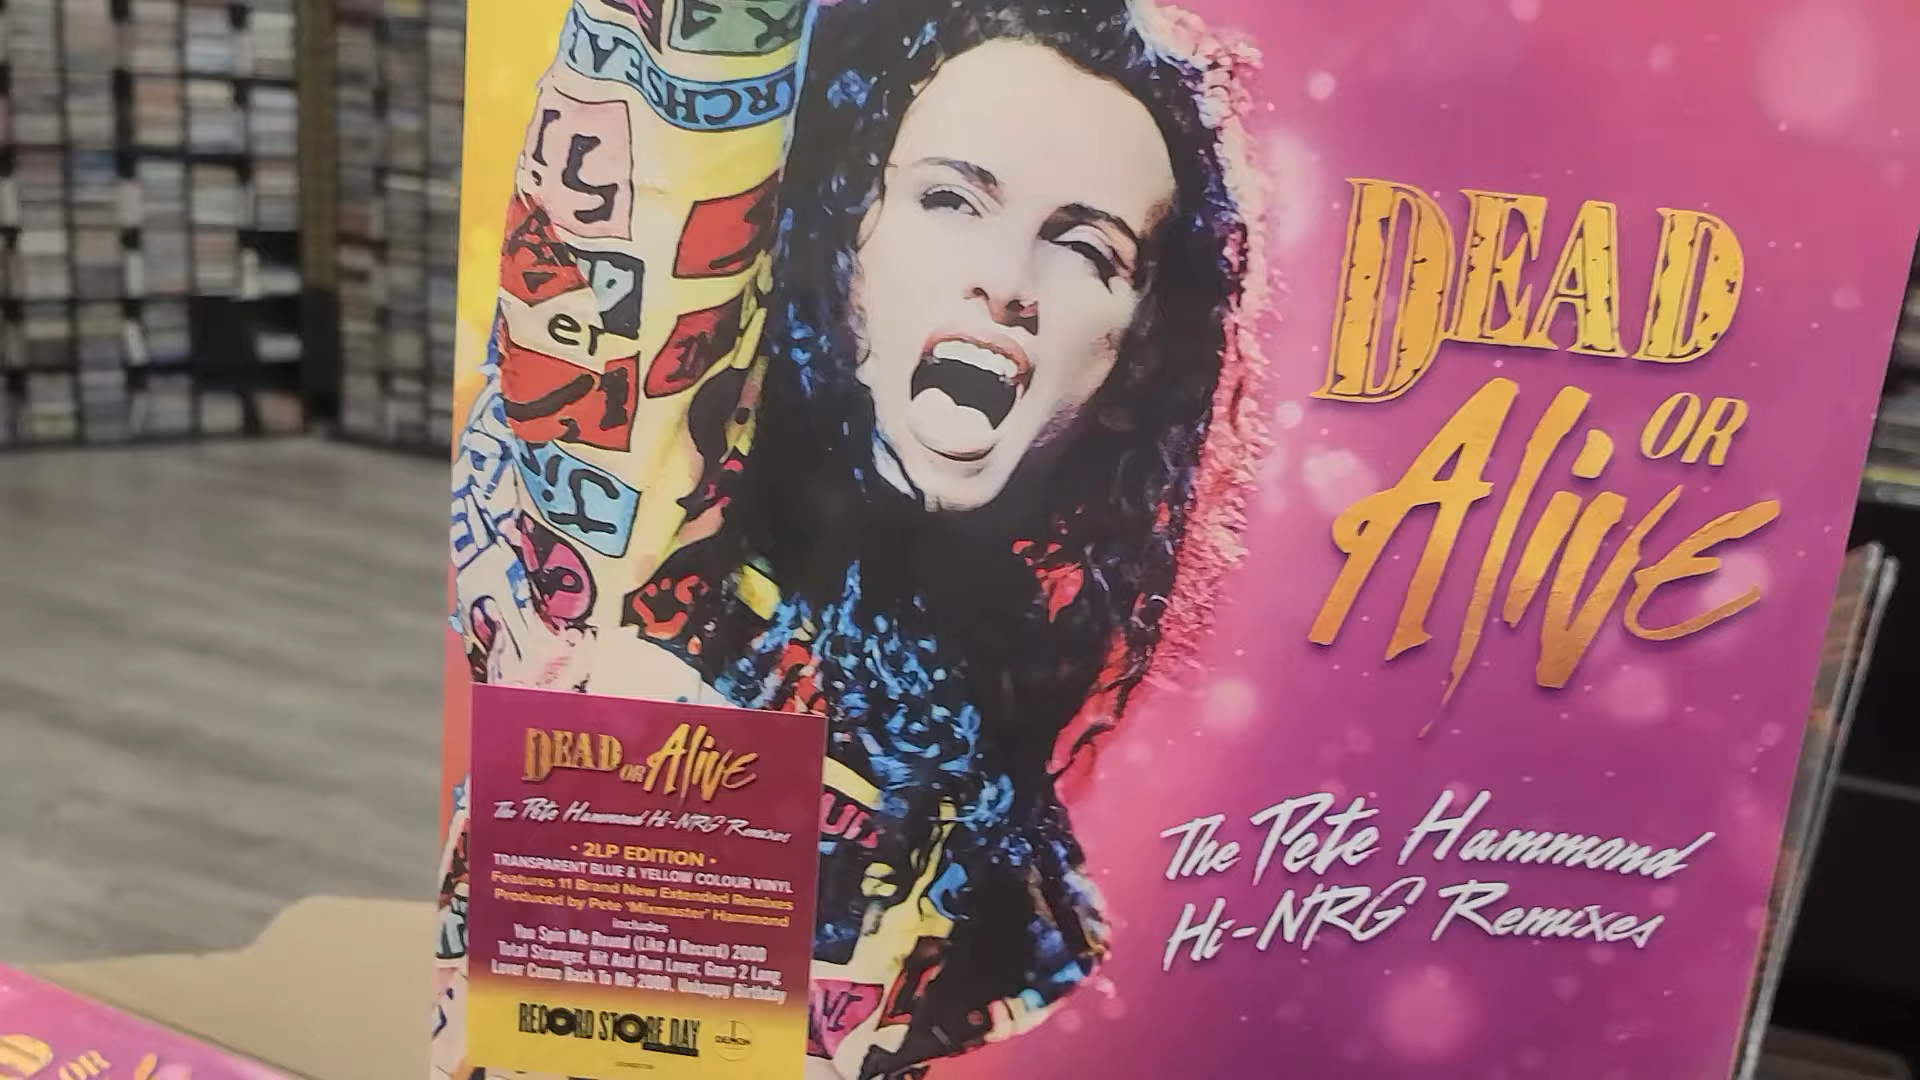 DEAD
OR
Alive
The Pete Hammond
Hi-NRG Remixes
DEAD OR Alive
The Pete Hammond Hi-NRG Remixes
• 2LP EDITION •
TRANSPARENT BLUE & YELLOW COLOUR VINYL
Features 11 Brand New Extended Remixes
Produced by Pete 'Mixmaster' Hammond
Includes
You Spin Me Round (Like A Record) 2000
Total Stranger, Hit And Run Lover, Gone 2 Long
Lover Come Back To Me 2000, Unhappy Birthday
RECORD STORE DAY
DEMON
er
OR